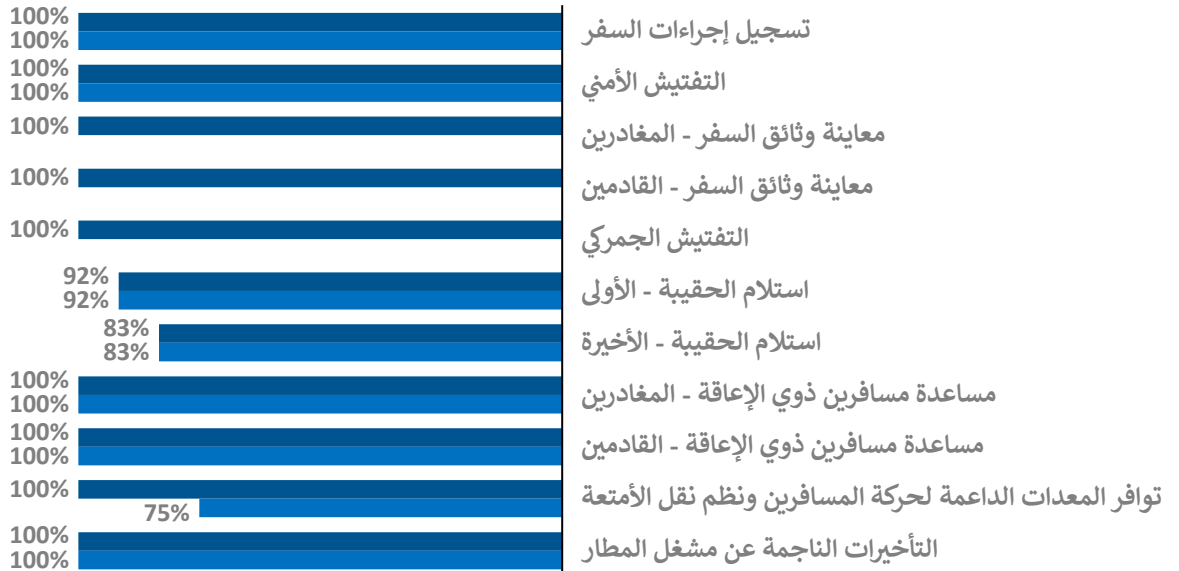 تسجيل إجراءات السفر
100%
100%
التفتيش الأمني
100%
100%
معاينة وثائق السفر - المغادرين
100%
معاينة وثائق السفر - القادمين
100%
التفتيش الجمركي
100%
استلام الحقيبة - الأولى
92%
92%
استلام الحقيبة - الأخيرة
83%
83%
مساعدة مسافرين ذوي الإعاقة - المغادرين
100%
100%
مساعدة مسافرين ذوي الإعاقة - القادمين
100%
100%
توافر المعدات الداعمة لحركة المسافرين ونظم نقل الأمتعة
100%
75%
التأخيرات الناجمة عن مشغل المطار
100%
100%